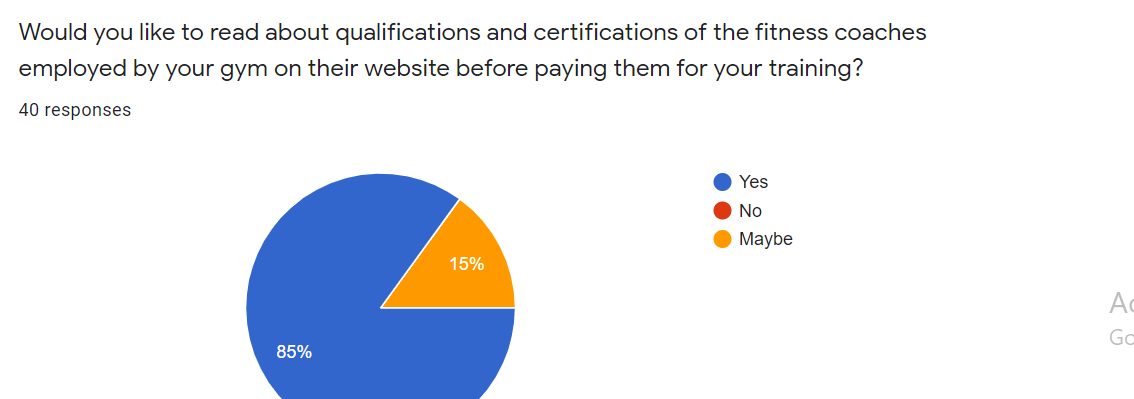 Would you like to read about qualifications and certifications of the fitness coaches
employed by your gym on their website before paying them for your training?
40 responses
Yes
No
Maybe
15%
85%